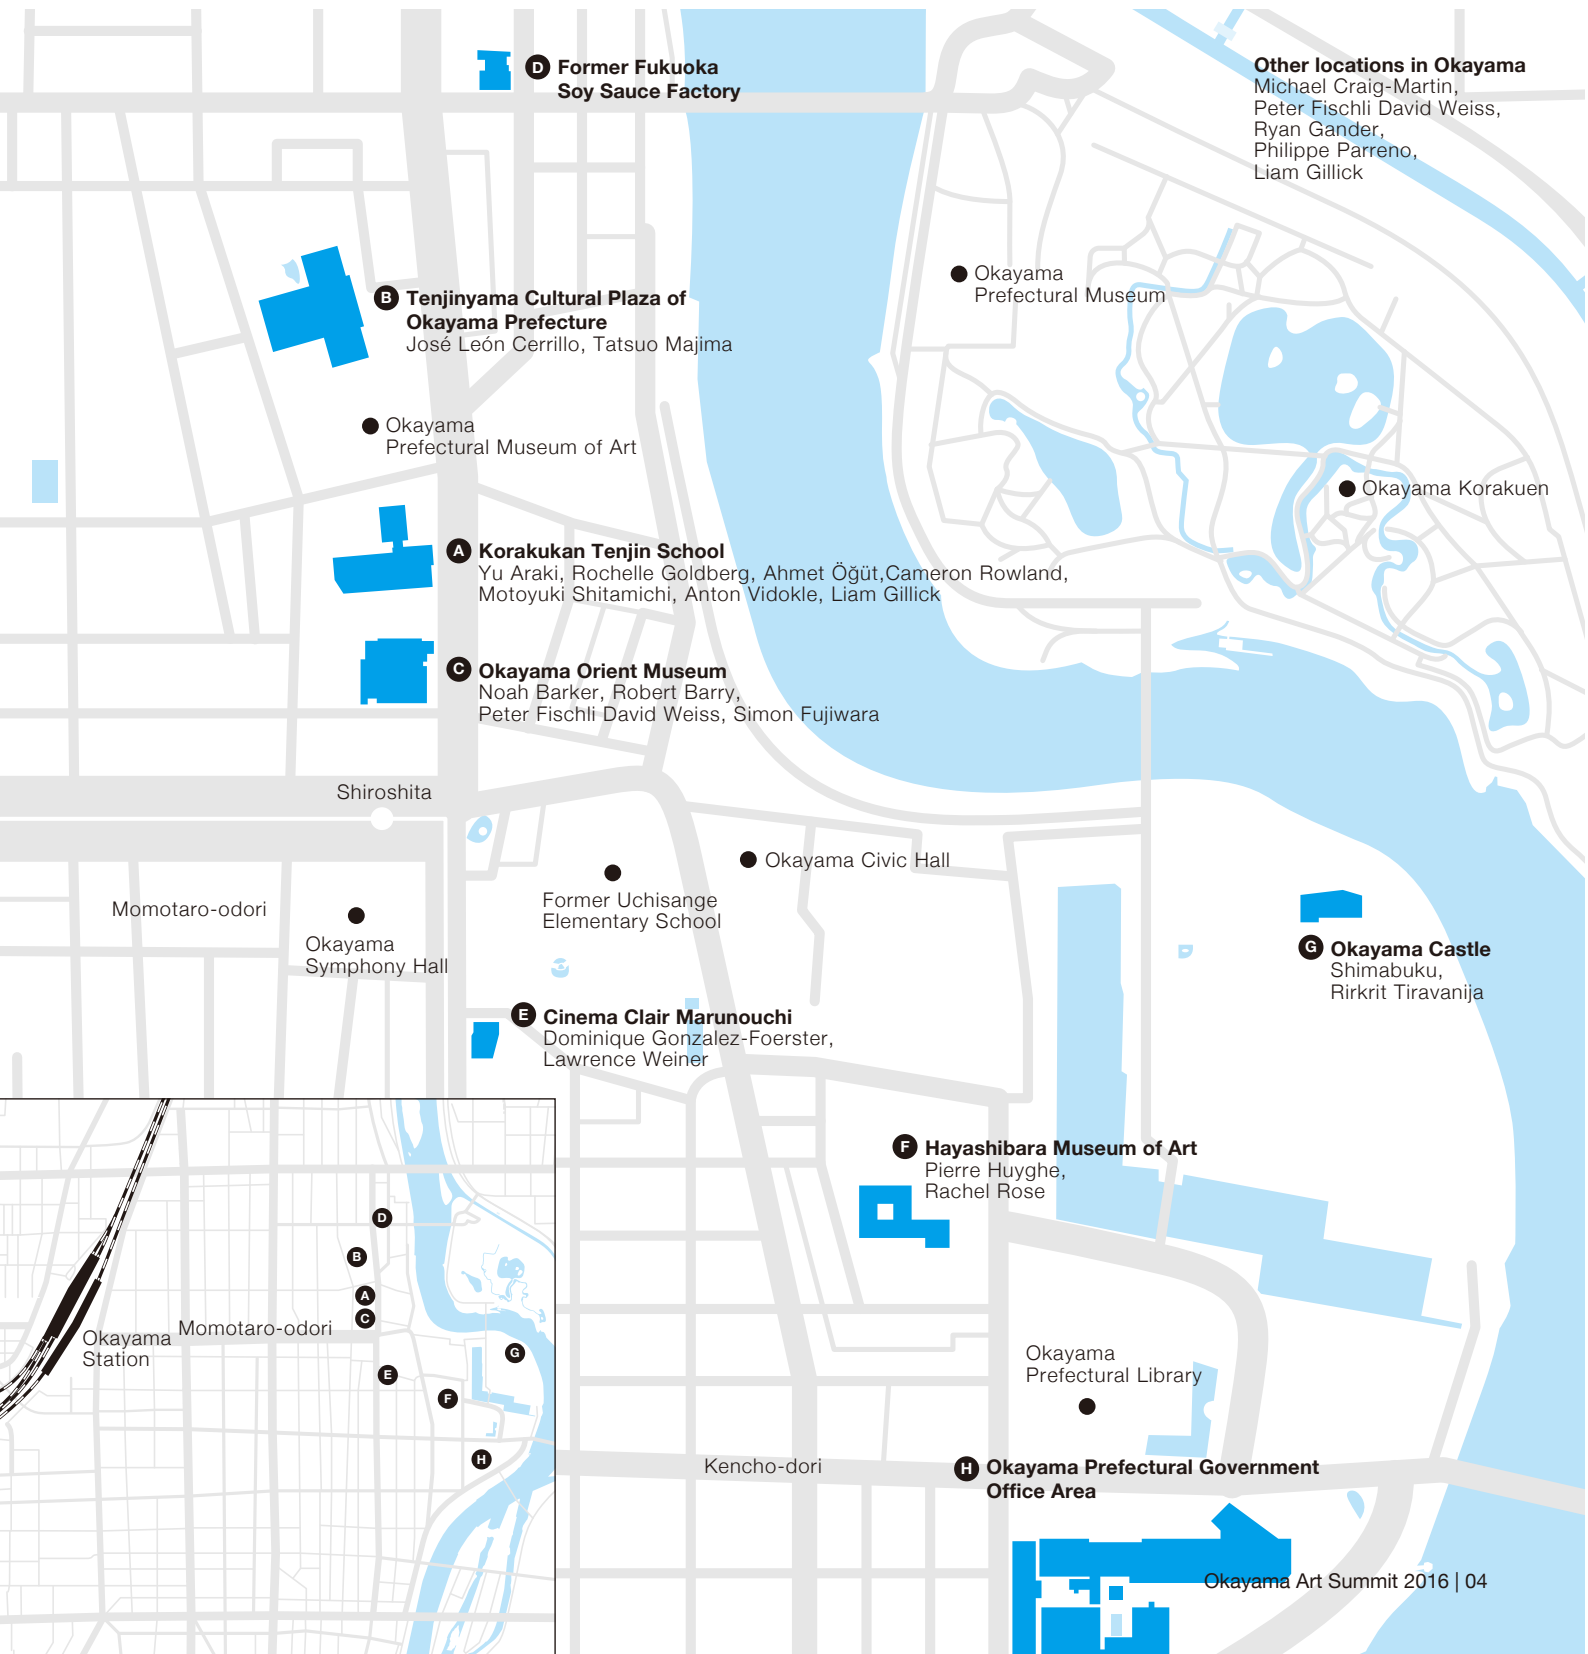 D Former Fukuoka
Soy Sauce Factory
Other locations in Okayama
Michael Craig-Martin,
Peter Fischli David Weiss,
Ryan Gander,
Philippe Parreno,
Liam Gillick
B Tenjinyama Cultural Plaza of
Okayama Prefecture
José León Cerrillo, Tatsuo Majima
Okayama
Prefectural Museum
Okayama
Prefectural Museum of Art
Okayama Korakuen
A Korakukan Tenjin School
Yu Araki, Rochelle Goldberg, Ahmet Öğüt,Cameron Rowland,
Motoyuki Shitamichi, Anton Vidokle, Liam Gillick
C Okayama Orient Museum
Noah Barker, Robert Barry,
Peter Fischli David Weiss, Simon Fujiwara
Shiroshita
Okayama Civic Hall
Former Uchisange
Elementary School
Momotaro-odori
Okayama
Symphony Hall
G Okayama Castle
Shimabuku,
Rirkrit Tiravanija
E Cinema Clair Marunouchi
Dominique Gonzalez-Foerster,
Lawrence Weiner
F Hayashibara Museum of Art
Pierre Huyghe,
Rachel Rose
D
B
A
C
Momotaro-odori
Okayama
Station
G
E
F
H
Okayama
Prefectural Library
Kencho-dori
H Okayama Prefectural Government
Office Area
Okayama Art Summit 2016 | 04